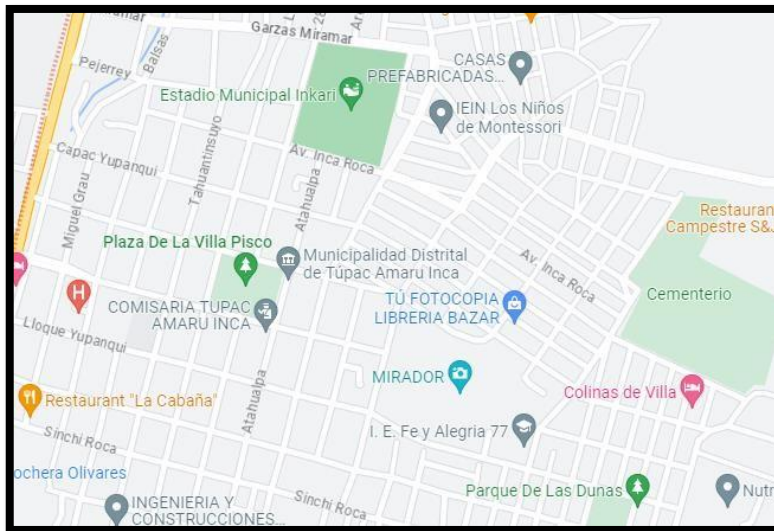 Garzas Miramar
CASAS
PREFABRICADAS...
Pejerrey
Balsas
Estadio Municipal Inkari
IEIN Los Niños
de Montessori
Tahuantinsuyo
Av. Inca Roca
Capac Yupanqui
Miguel Grau
Atahualpa
Restauran
Campestre S&J
Plaza De La Villa Pisco
Municipalidad Distrital
de Túpac Amaru Inca
Av. Inca Roca
Cementerio
H
COMISARIA TUPAC
AMARU INCA
TÚ FOTOCOPIA
LIBRERIA BAZAR
Lloque Yupanqui
MIRADOR
Colinas de Villa
Restaurant "La Cabaña"
Atahualpa
I. E. Fe y Alegria 77
Sinchi Roca
ochera Olivares
Parque De Las Dunas
Nutr
Sinchi Roca
INGENIERIA Y
CONSTRUCCIONES...